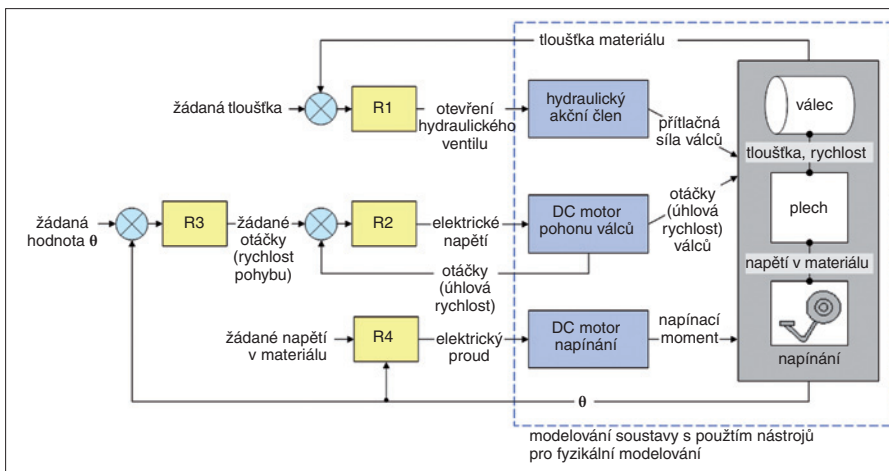 tloušťka materiálu
žádaná tloušťka
R1
otevření
hydraulického
ventilu
hydraulický
akční člen
přítlačná
síla válců
válec
tloušťka, rychlost
žádaná
hodnota θ
R3
žádané
otáčky
(rychlost
pohybu)
R2
elektrické
napětí
DC motor
pohonu válců
otáčky
(úhlová
rychlost)
válců
plech
otáčky
(úhlová
rychlost)
napětí v materiálu
žádané napětí
v materiálu
R4
elektrický
proud
DC motor
napínání
napínací
moment
napínání
θ
modelování soustavy s použtím nástrojů
pro fyzikální modelování